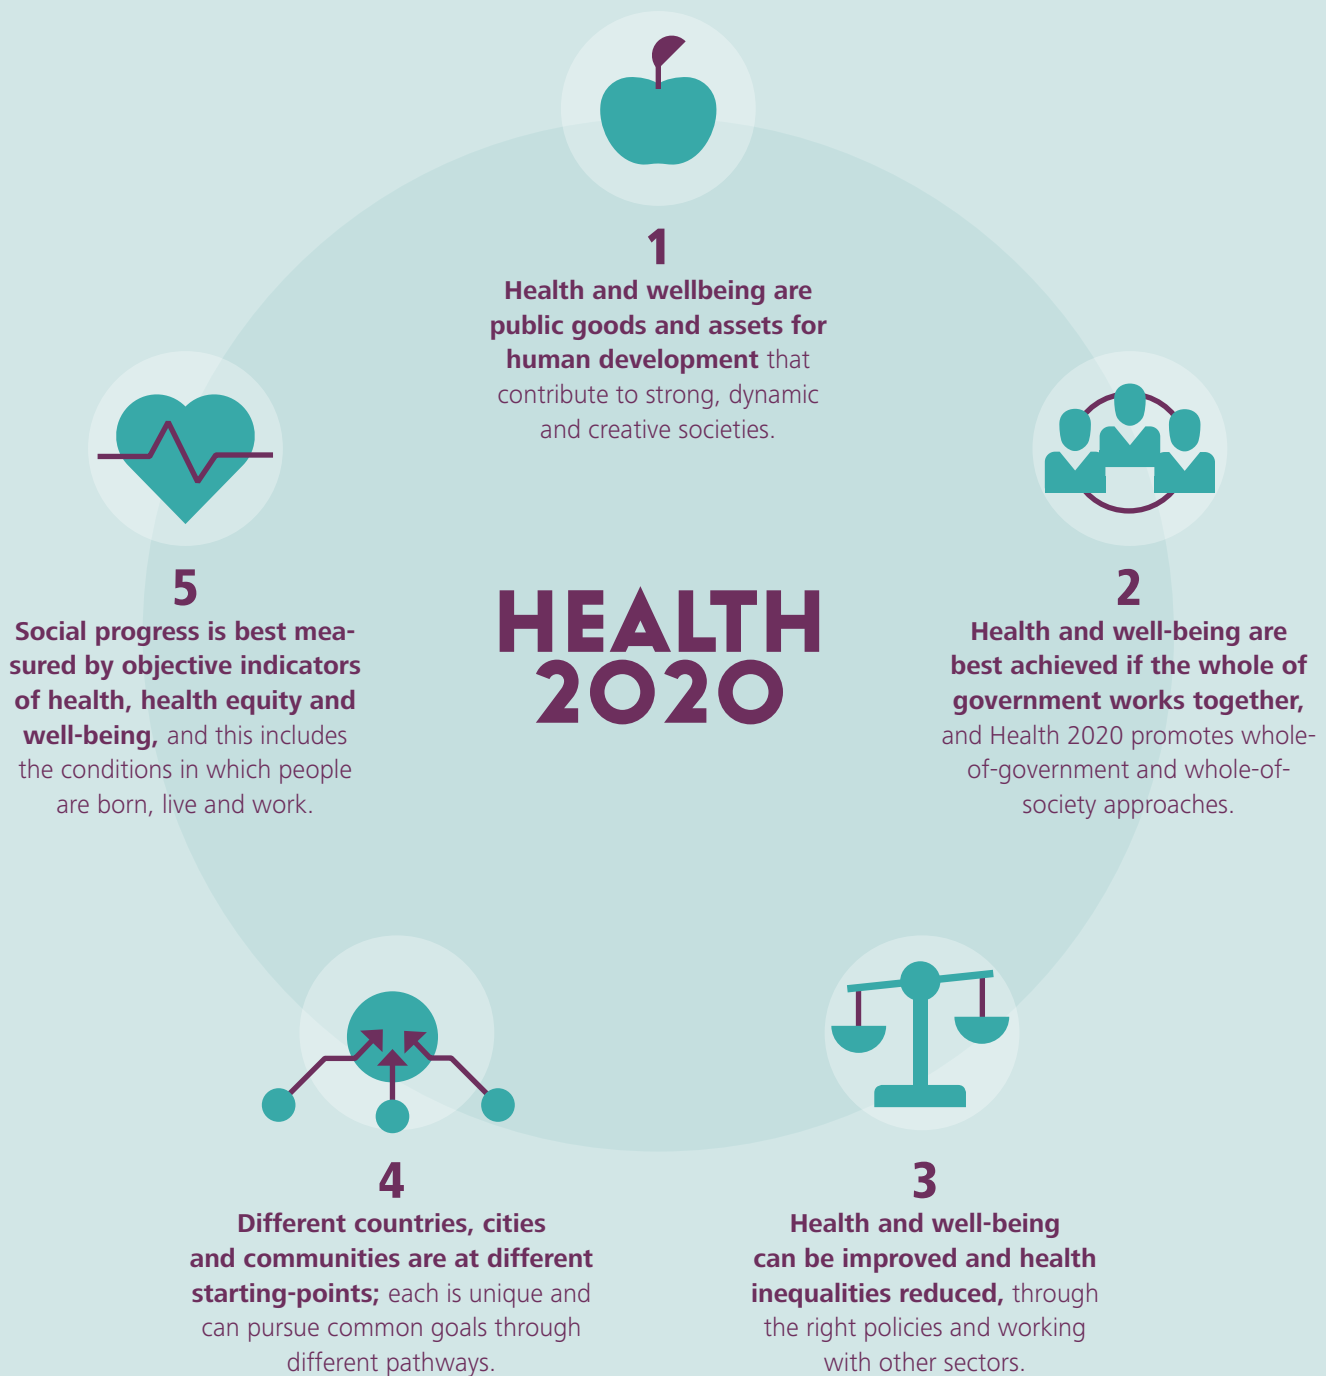 1
Health and wellbeing are
public goods and assets for
human development that
contribute to strong, dynamic
and creative societies.
5
Social progress is best mea-
sured by objective indicators
of health, health equity and
well-being, and this includes
the conditions in which people
are born, live and work.
HEALTH
2020
2
Health and well-being are
best achieved if the whole of
government works together,
and Health 2020 promotes whole-
of-government and whole-of-
society approaches.
4
Different countries, cities
and communities are at different
starting-points; each is unique and
can pursue common goals through
different pathways.
3
Health and well-being
can be improved and health
inequalities reduced, through
the right policies and working
with other sectors.